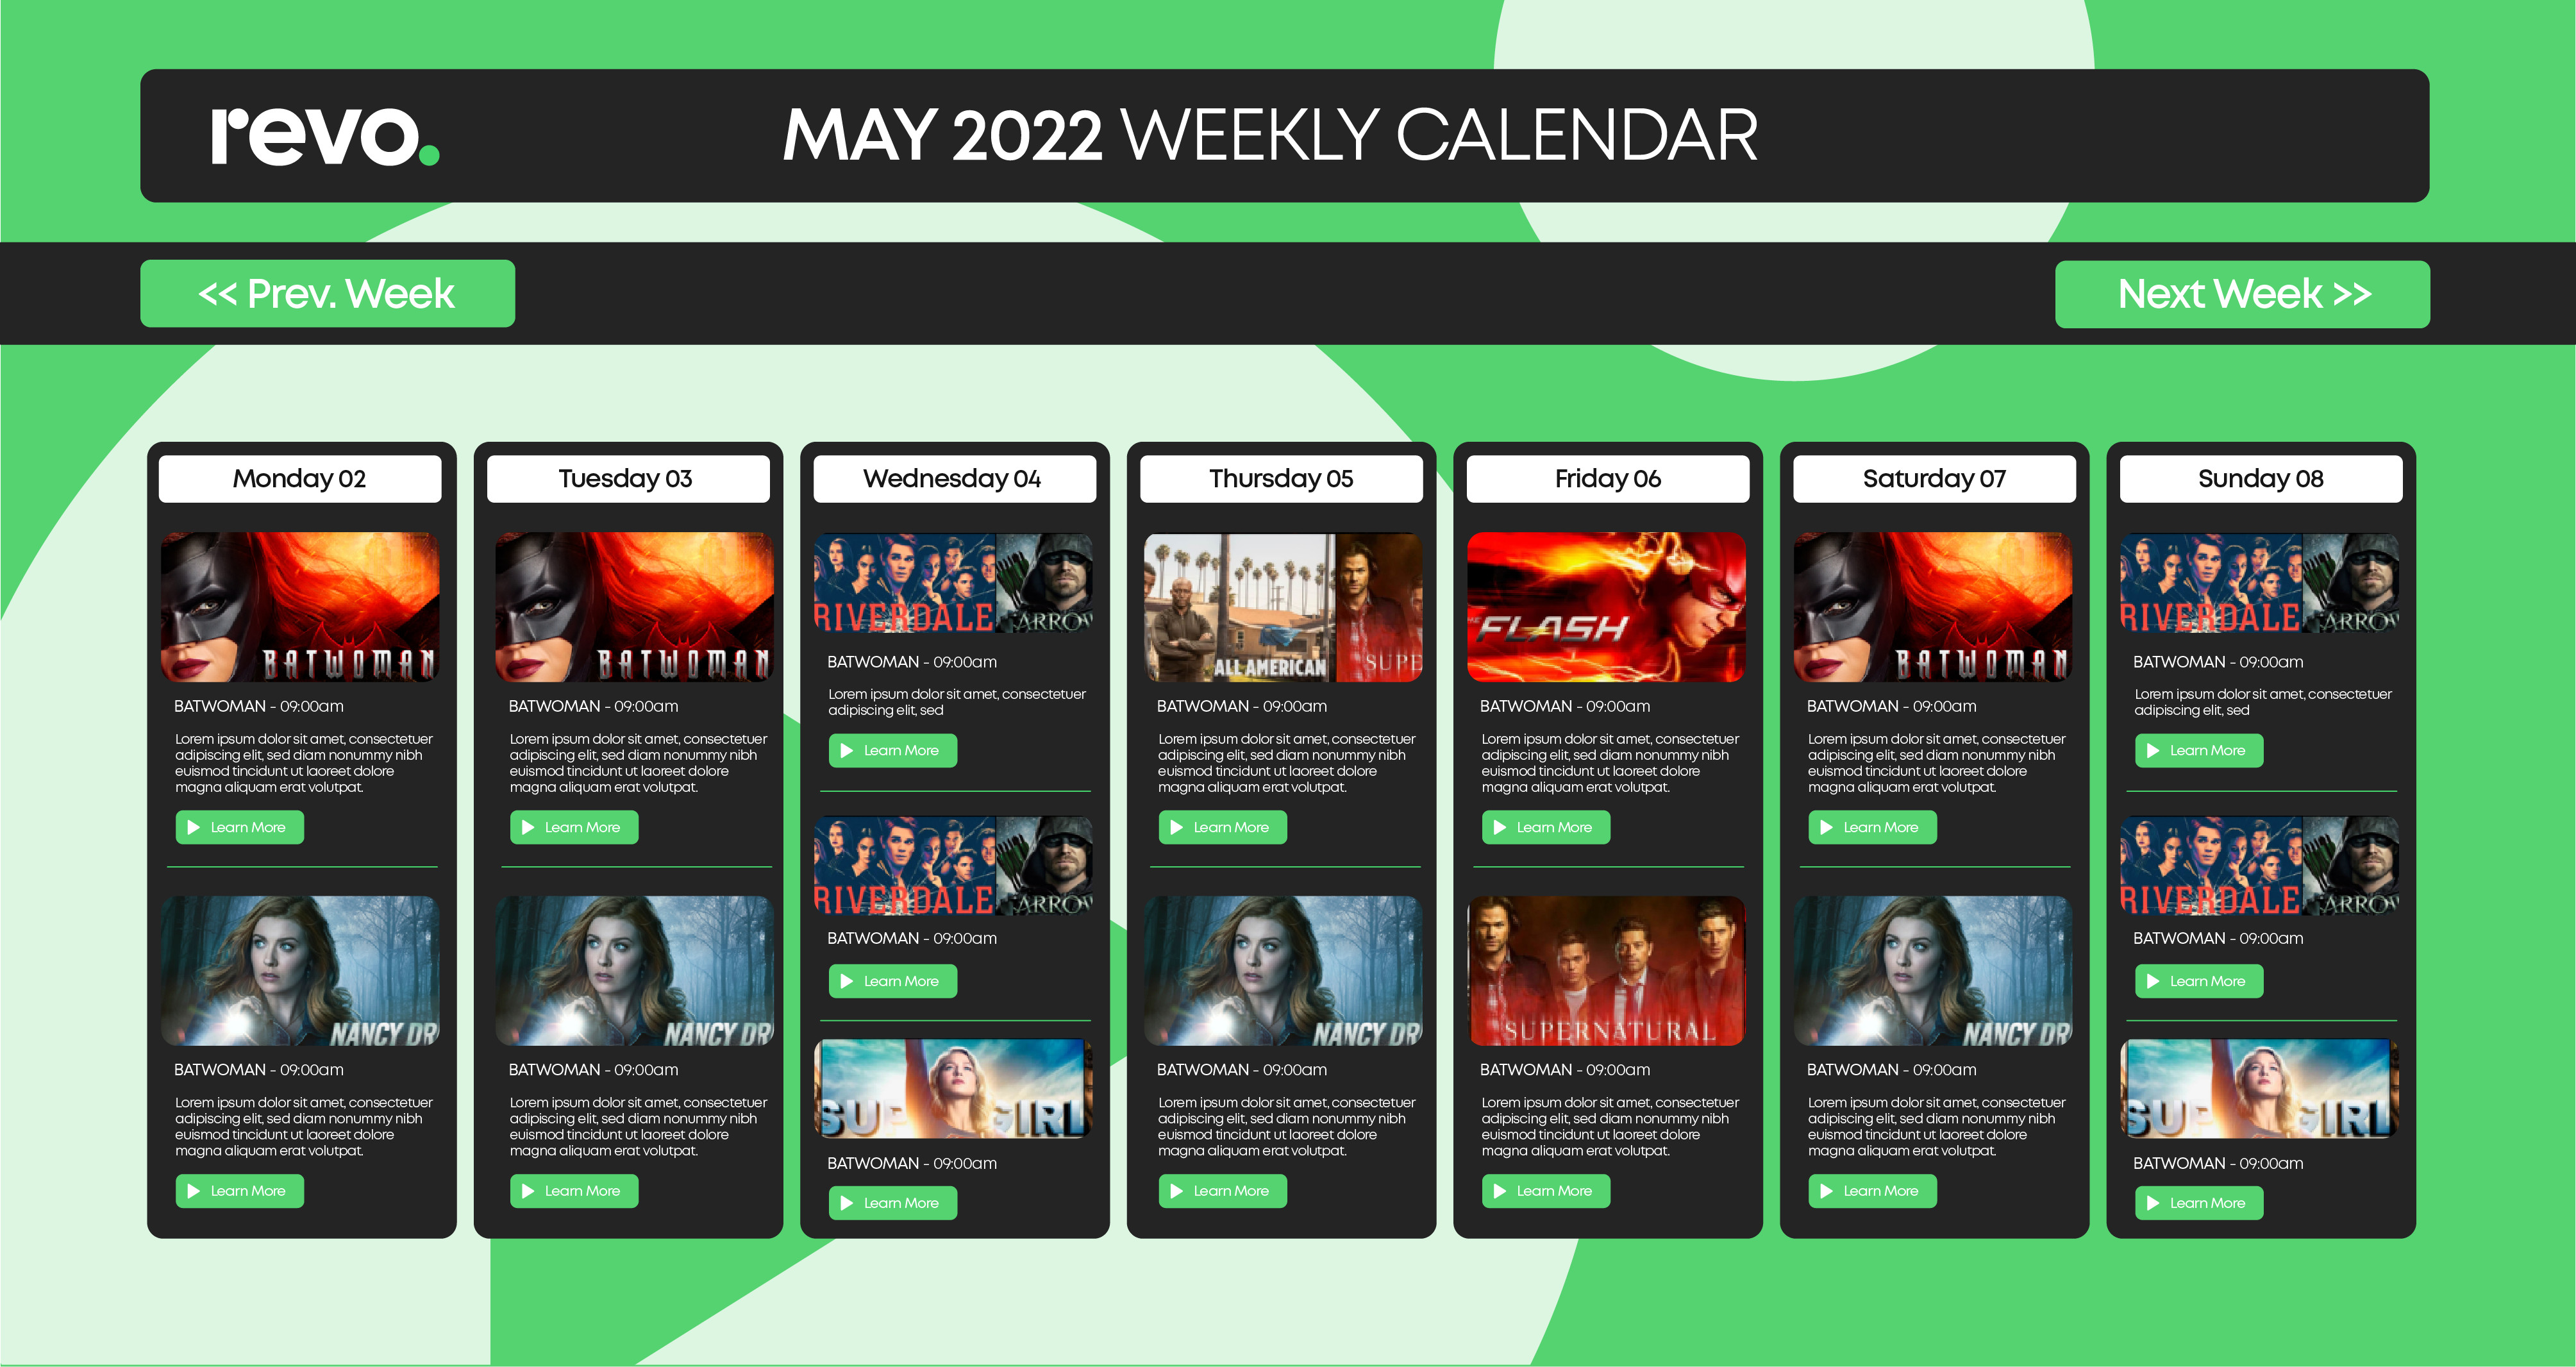 revo.
MAY 2022 WEEKLY CALENDAR
<< Prev. Week
Next Week >>
Monday 02
BATWOMAN
BATWOMAN - 09:00am
Lorem ipsum dolor sit amet, consectetuer
adipiscing elit, sed diam nonummy nibh
euismod tincidunt ut laoreet dolore
magna aliquam erat volutpat.
Learn More
NANCY DR
BATWOMAN - 09:00am
Lorem ipsum dolor sit amet, consectetuer
adipiscing elit, sed diam nonummy nibh
euismod tincidunt ut laoreet dolore
magna aliquam erat volutpat.
Learn More
Tuesday 03
BATWOMAN
BATWOMAN - 09:00am
Lorem ipsum dolor sit amet, consectetuer
adipiscing elit, sed diam nonummy nibh
euismod tincidunt ut laoreet dolore
magna aliquam erat volutpat.
Learn More
NANCY DR
BATWOMAN - 09:00am
Lorem ipsum dolor sit amet, consectetuer
adipiscing elit, sed diam nonummy nibh
euismod tincidunt ut laoreet dolore
magna aliquam erat volutpat.
Learn More
Wednesday 04
RIVERDALE
ARROW
BATWOMAN - 09:00am
Lorem ipsum dolor sit amet, consectetuer
adipiscing elit, sed
Learn More
RIVERDALE
ARROW
BATWOMAN - 09:00am
Learn More
SUP GIRL
BATWOMAN - 09:00am
Learn More
Thursday 05
ALL AMERICAN
SUPE
BATWOMAN - 09:00am
Lorem ipsum dolor sit amet, consectetuer
adipiscing elit, sed diam nonummy nibh
euismod tincidunt ut laoreet dolore
magna aliquam erat volutpat.
Learn More
NANCY DR
BATWOMAN - 09:00am
Lorem ipsum dolor sit amet, consectetuer
adipiscing elit, sed diam nonummy nibh
euismod tincidunt ut laoreet dolore
magna aliquam erat volutpat.
Learn More
Friday 06
THE FLASH
BATWOMAN - 09:00am
Lorem ipsum dolor sit amet, consectetuer
adipiscing elit, sed diam nonummy nibh
euismod tincidunt ut laoreet dolore
magna aliquam erat volutpat.
Learn More
SUPERNATURAL
BATWOMAN - 09:00am
Lorem ipsum dolor sit amet, consectetuer
adipiscing elit, sed diam nonummy nibh
euismod tincidunt ut laoreet dolore
magna aliquam erat volutpat.
Learn More
Saturday 07
BATWOMAN
BATWOMAN - 09:00am
Lorem ipsum dolor sit amet, consectetuer
adipiscing elit, sed diam nonummy nibh
euismod tincidunt ut laoreet dolore
magna aliquam erat volutpat.
Learn More
NANCY DR
BATWOMAN - 09:00am
Lorem ipsum dolor sit amet, consectetuer
adipiscing elit, sed diam nonummy nibh
euismod tincidunt ut laoreet dolore
magna aliquam erat volutpat.
Learn More
Sunday 08
RIVERDALE
ARROW
BATWOMAN - 09:00am
Lorem ipsum dolor sit amet, consectetuer
adipiscing elit, sed
Learn More
RIVERDALE
ARROW
BATWOMAN - 09:00am
Learn More
SUP GIRL
BATWOMAN - 09:00am
Learn More